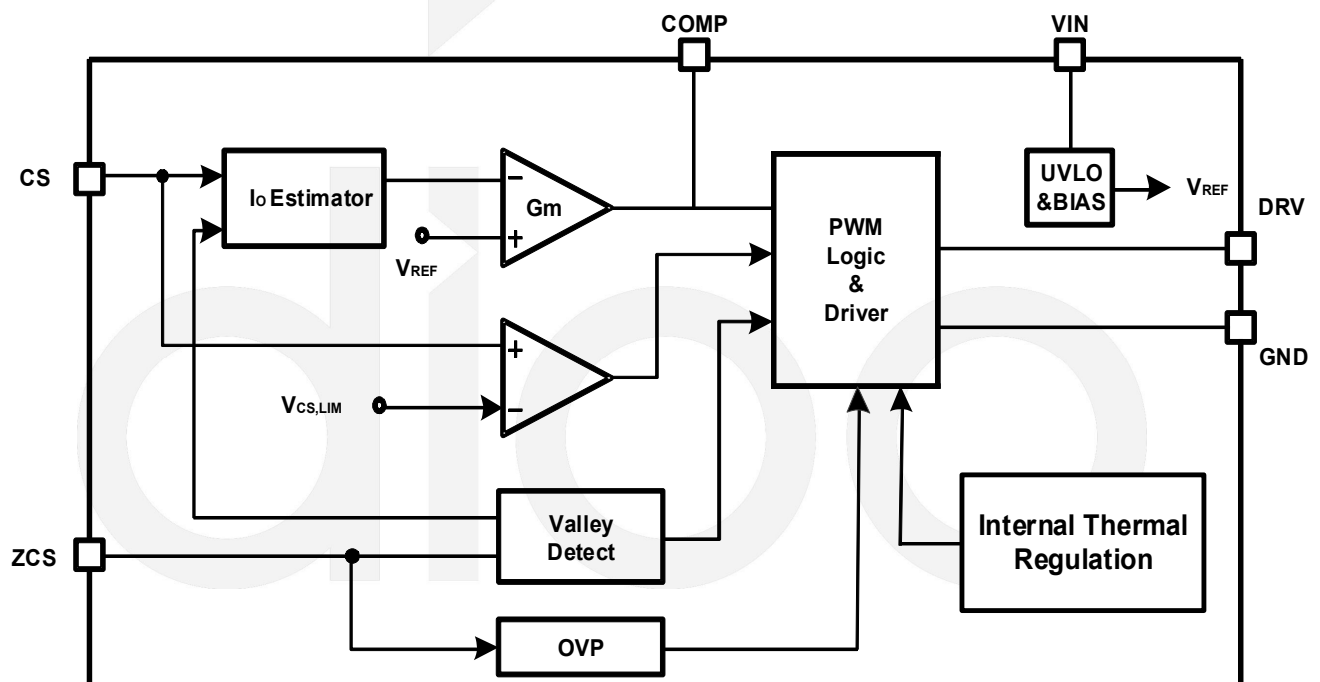 COMP
VIN
CS
IO Estimator
−
Gm
+
VREF
PWM
Logic
&
Driver
UVLO
&BIAS
VREF
DRV
GND
+
VCS,LIM
−
Valley
Detect
Internal Thermal
Regulation
ZCS
OVP
dioo